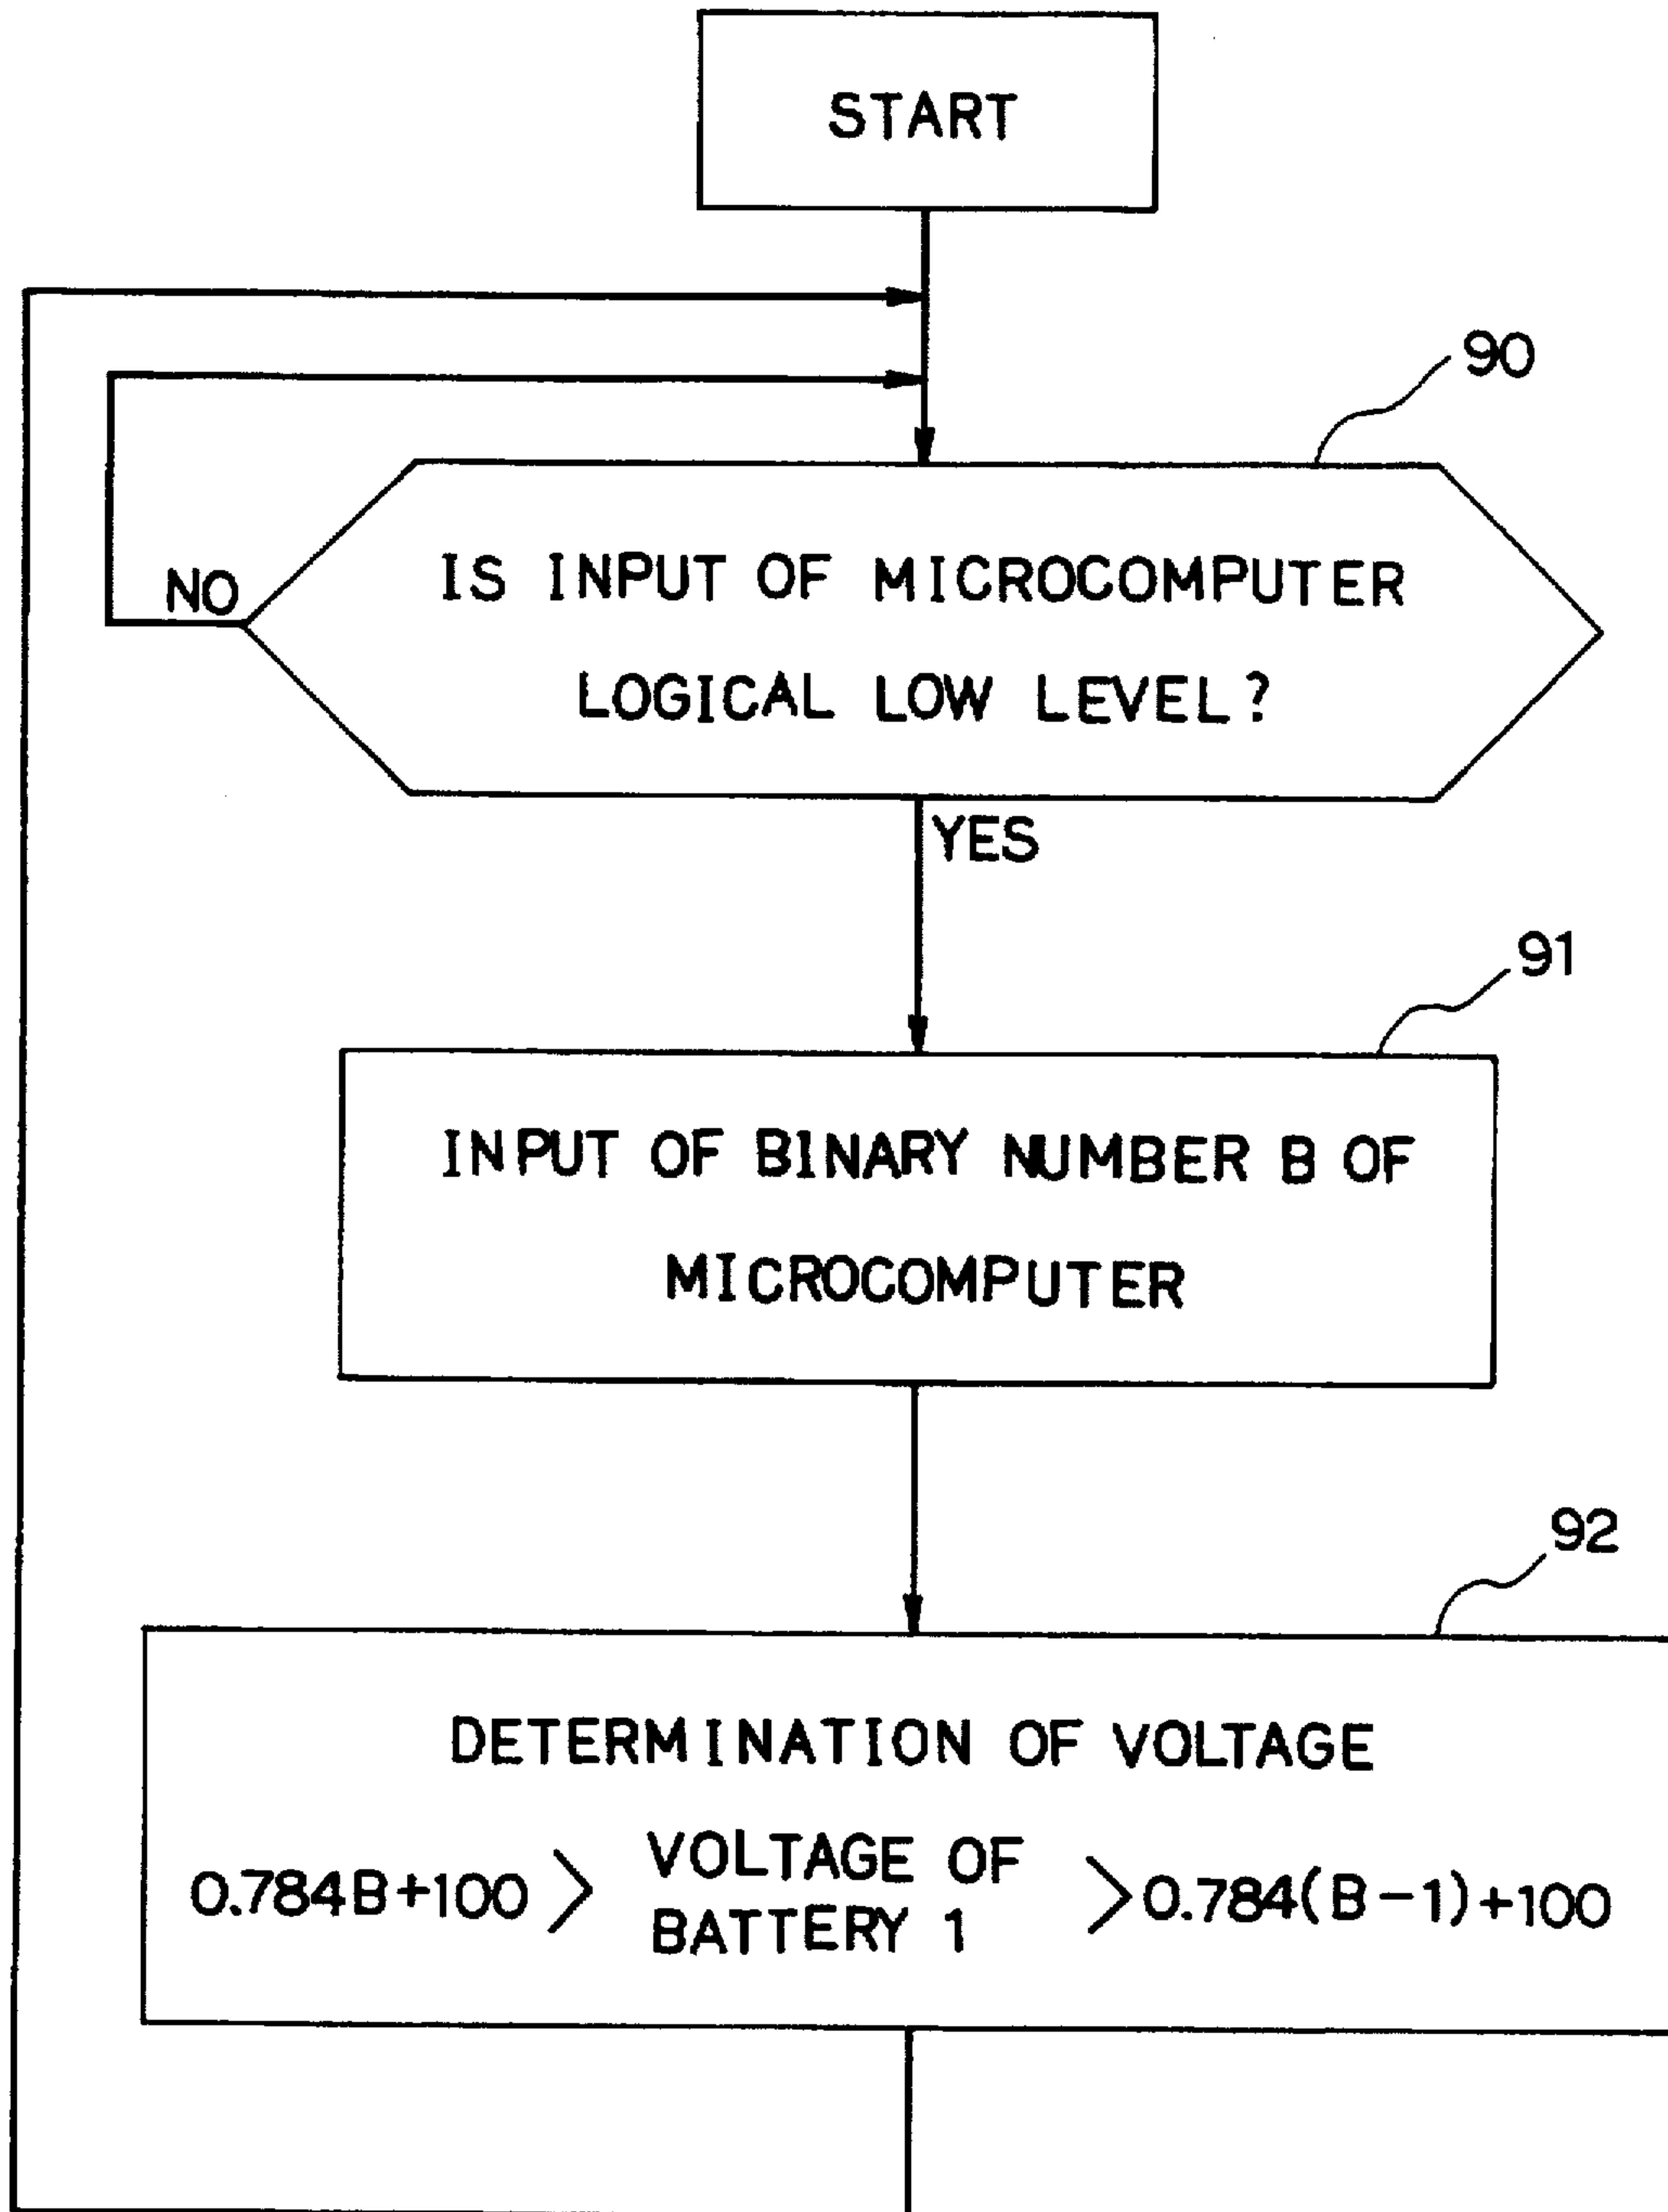 START
90
IS INPUT OF MICROCOMPUTER
LOGICAL LOW LEVEL?
NO
YES
91
INPUT OF BINARY NUMBER B OF
MICROCOMPUTER
92
DETERMINATION OF VOLTAGE
0.784B+100 > VOLTAGE OF BATTERY 1 > 0.784(B-1)+100